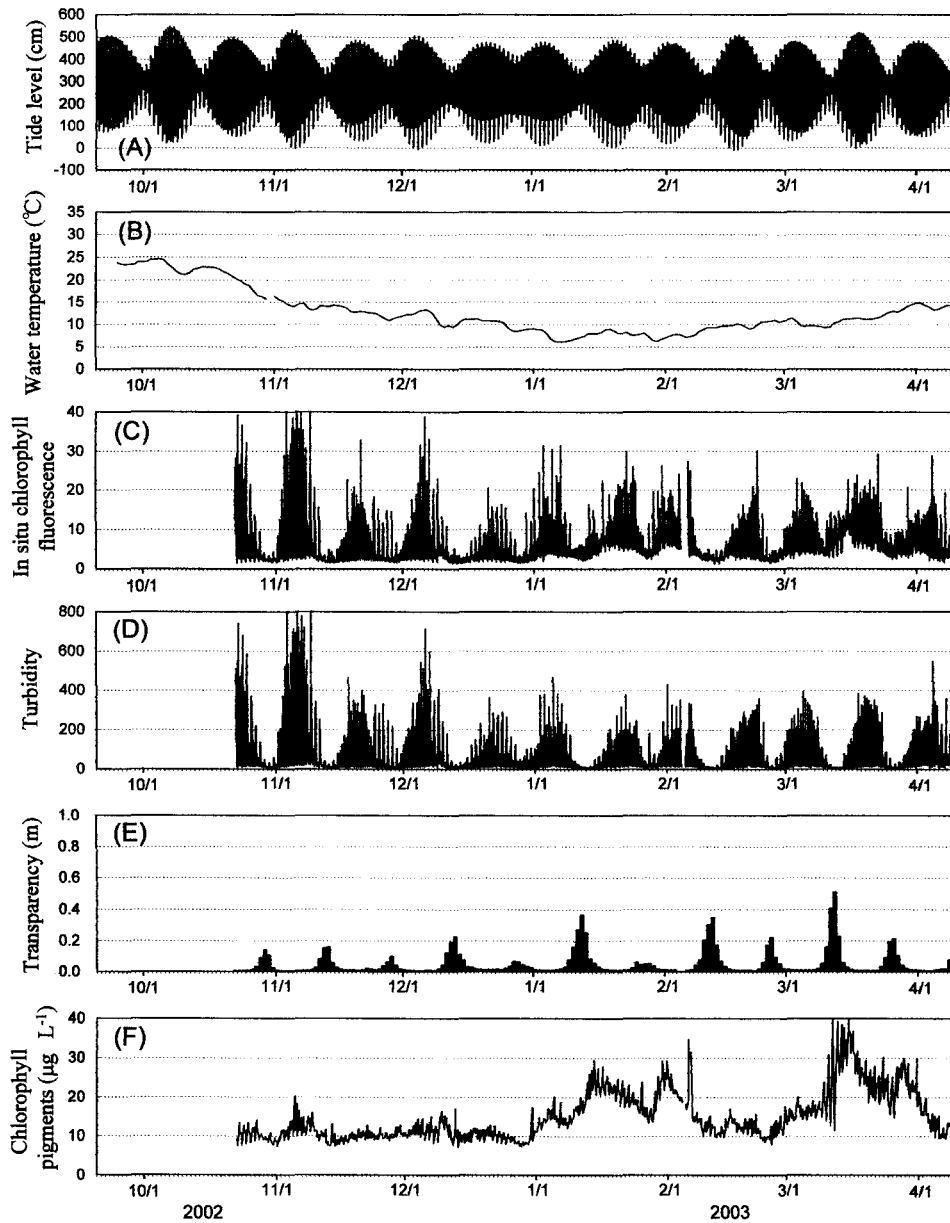 600
500
400
300
200
100
0
-100
Tide level (cm)
(A)
10/1 11/1 12/1 1/1 2/1 3/1 4/1
35
30
25
20
15
10
5
0
Water temperature (℃)
(B)
10/1 11/1 12/1 1/1 2/1 3/1 4/1
40
30
20
10
0
In situ chlorophyll
fluorescence
(C)
10/1 11/1 12/1 1/1 2/1 3/1 4/1
800
600
400
200
0
Turbidity
(D)
10/1 11/1 12/1 1/1 2/1 3/1 4/1
1.0
0.8
0.6
0.4
0.2
0.0
Transparency (m)
(E)
10/1 11/1 12/1 1/1 2/1 3/1 4/1
40
30
20
10
0
Chlorophyll
pigments (µg L-1)
(F)
10/1 11/1 12/1 1/1 2/1 3/1 4/1
2002 2003